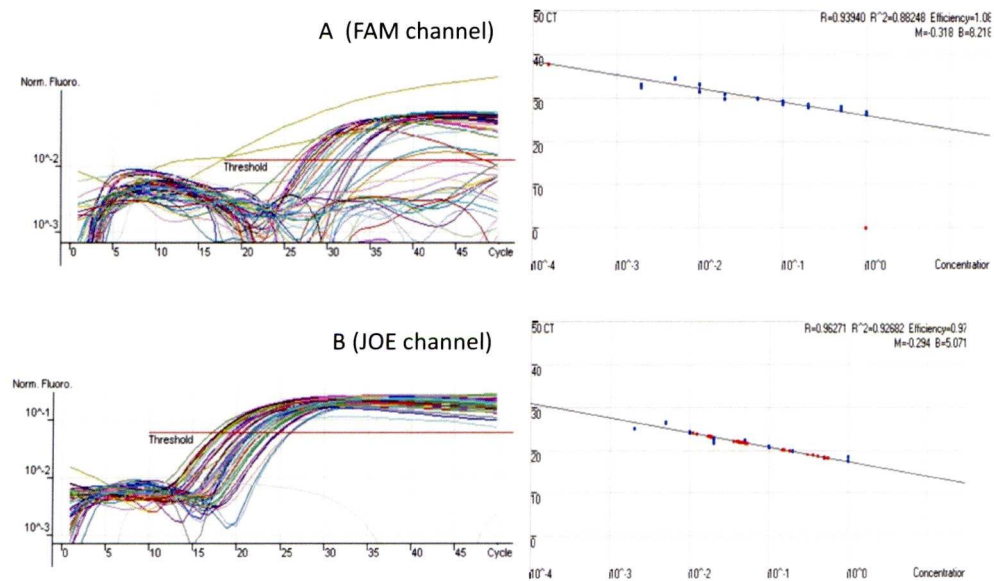 A (FAM channel)
Norm. Fluoro.
10^-2
Threshold
10^-3
0 5 10 15 20 25 30 35 40 45 Cycle
50 CT
R=0.93940 R^2=0.88248 Efficiency=1.08
M=-0.318 B=8.218
40
30
20
10
0
10^-4 10^-3 10^-2 10^-1 10^0 Concentration
B (JOE channel)
Norm. Fluoro.
10^-1
Threshold
10^-2
10^-3
0 5 10 15 20 25 30 35 40 45 Cycle
50 CT
R=0.96271 R^2=0.92682 Efficiency=0.97
M=-0.294 B=5.071
40
30
20
10
0
10^-4 10^-3 10^-2 10^-1 10^0 Concentration